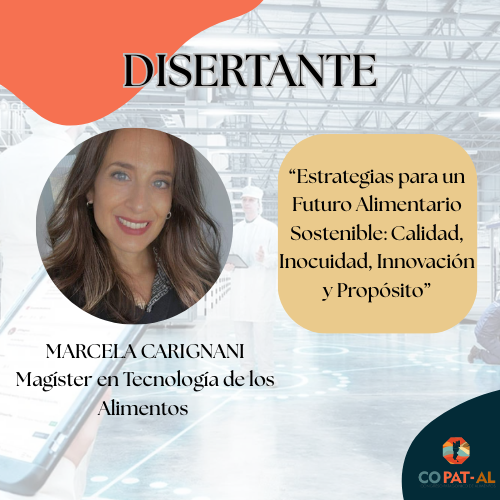 DISERTANTE
“Estrategias para un
Futuro Alimentario
Sostenible: Calidad,
Inocuidad, Innovación
y Propósito”
MARCELA CARIGNANI
Magíster en Tecnología de los
Alimentos
CO PAT-AL